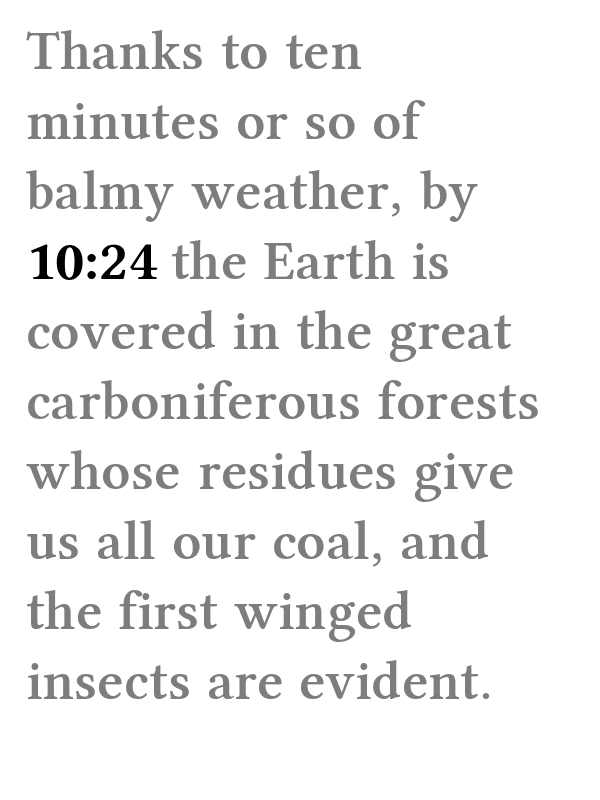 Thanks to ten
minutes or so of
balmy weather, by
10:24 the Earth is
covered in the great
carboniferous forests
whose residues give
us all our coal, and
the first winged
insects are evident.